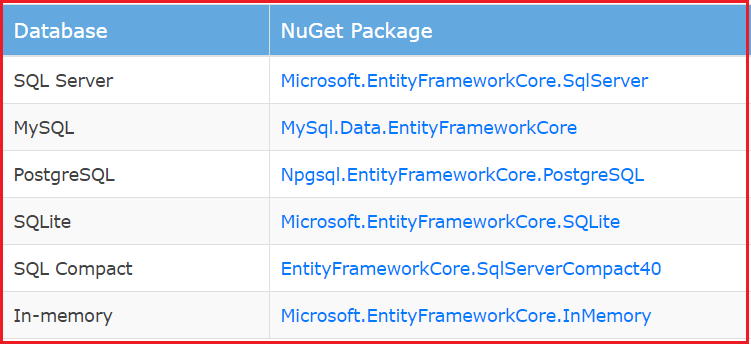 Database NuGet Package
SQL Server Microsoft.EntityFrameworkCore.SqlServer
MySQL MySql.Data.EntityFrameworkCore
PostgreSQL Npgsql.EntityFrameworkCore.PostgreSQL
SQLite Microsoft.EntityFrameworkCore.SQLite
SQL Compact EntityFrameworkCore.SqlServerCompact40
In-memory Microsoft.EntityFrameworkCore.InMemory